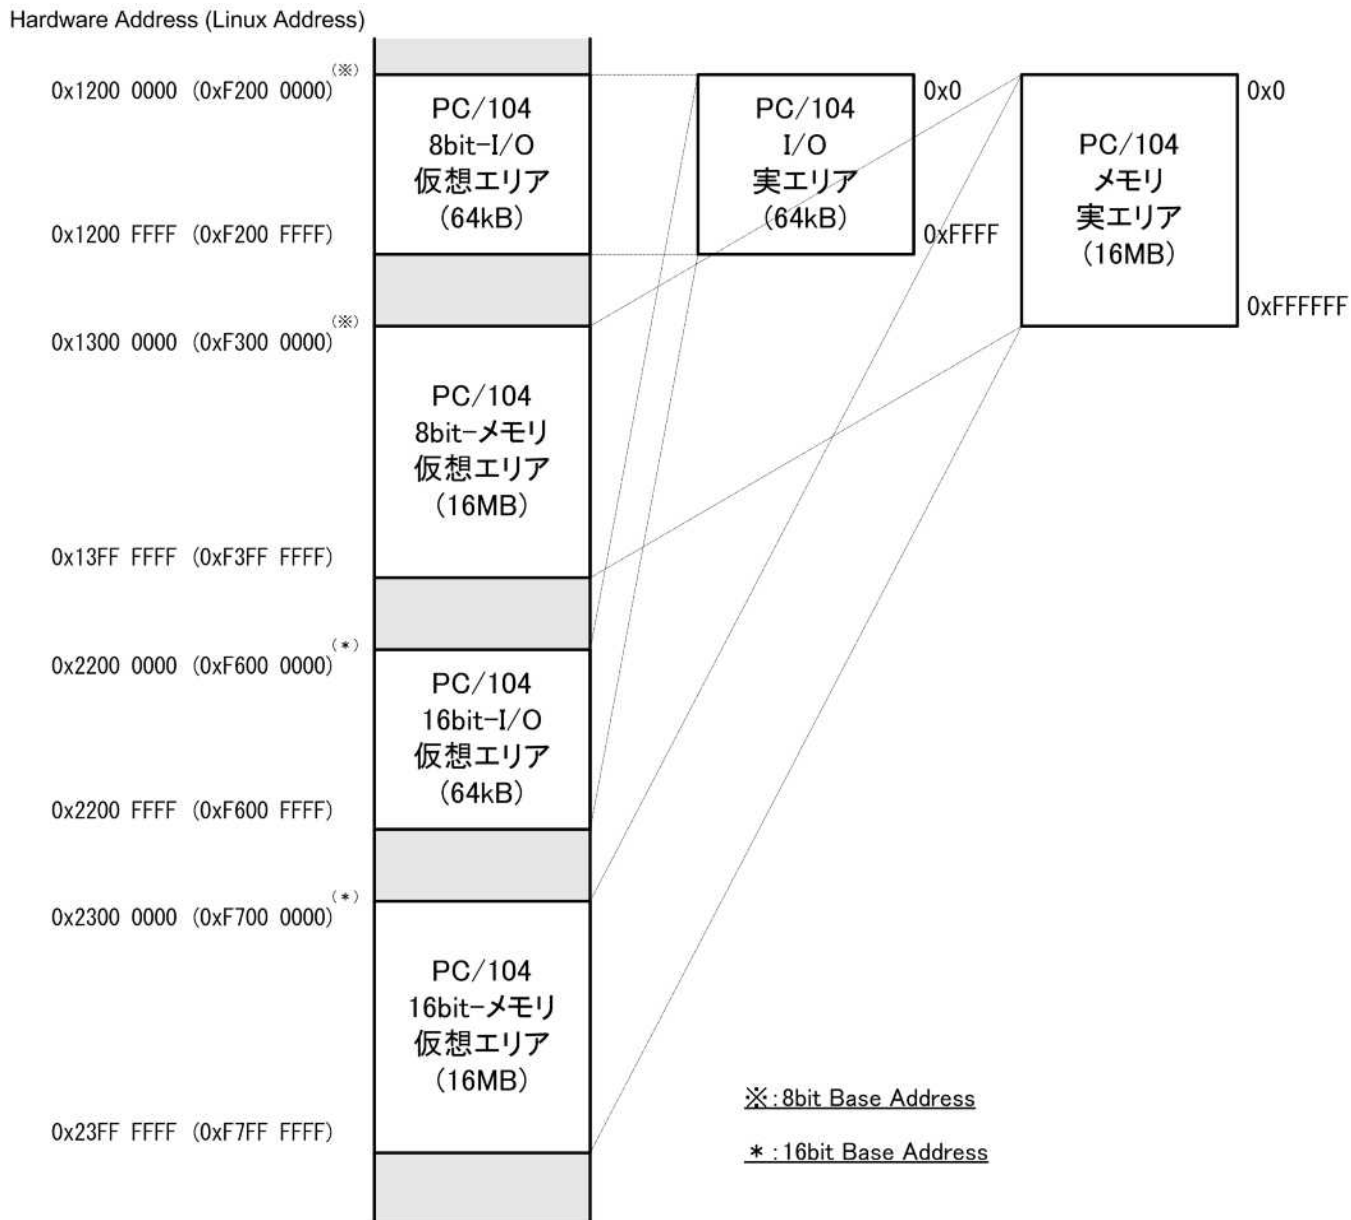 Hardware Address (Linux Address)
0x1200 0000 (0xF200 0000)(※)
PC/104
8bit-I/O
仮想エリア
(64kB)
0x1200 FFFF (0xF200 FFFF)
PC/104
I/O
実エリア
(64kB)
0x0
0xFFFF
PC/104
メモリ
実エリア
(16MB)
0x0
0xFFFFFF
0x1300 0000 (0xF300 0000)(※)
PC/104
8bit-メモリ
仮想エリア
(16MB)
0x13FF FFFF (0xF3FF FFFF)
0x2200 0000 (0xF600 0000)(*)
PC/104
16bit-I/O
仮想エリア
(64kB)
0x2200 FFFF (0xF600 FFFF)
0x2300 0000 (0xF700 0000)(*)
PC/104
16bit-メモリ
仮想エリア
(16MB)
0x23FF FFFF (0xF7FF FFFF)
※:8bit Base Address
*:16bit Base Address